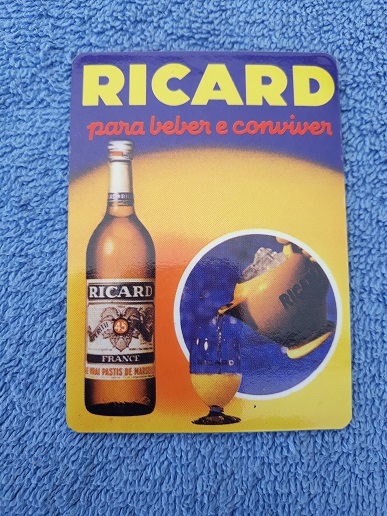 RICARD
para beber e conviver
RICARD
45
FRANCE
LE VRAI PASTIS DE MARSEILLE
RICARD